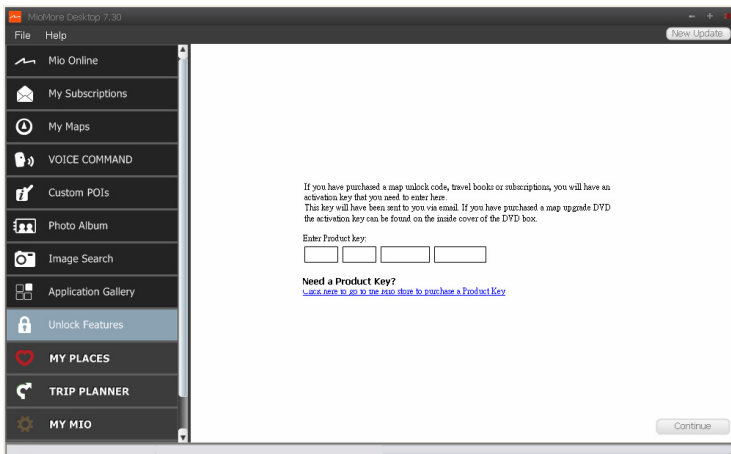 MioMore Desktop 7.30
File Help
New Update
Mio Online
My Subscriptions
My Maps
VOICE COMMAND
Custom POIs
Photo Album
Image Search
Application Gallery
Unlock Features
MY PLACES
TRIP PLANNER
MY MIO
If you have purchased a map unlock code, travel books or subscriptions, you will have an
activation key that you need to enter here.
This key will have been sent to you via email. If you have purchased a map upgrade DVD
the activation key can be found on the inside cover of the DVD box.
Enter Product key:
Need a Product Key?
Click here to go to the Mio store to purchase a Product Key
Continue